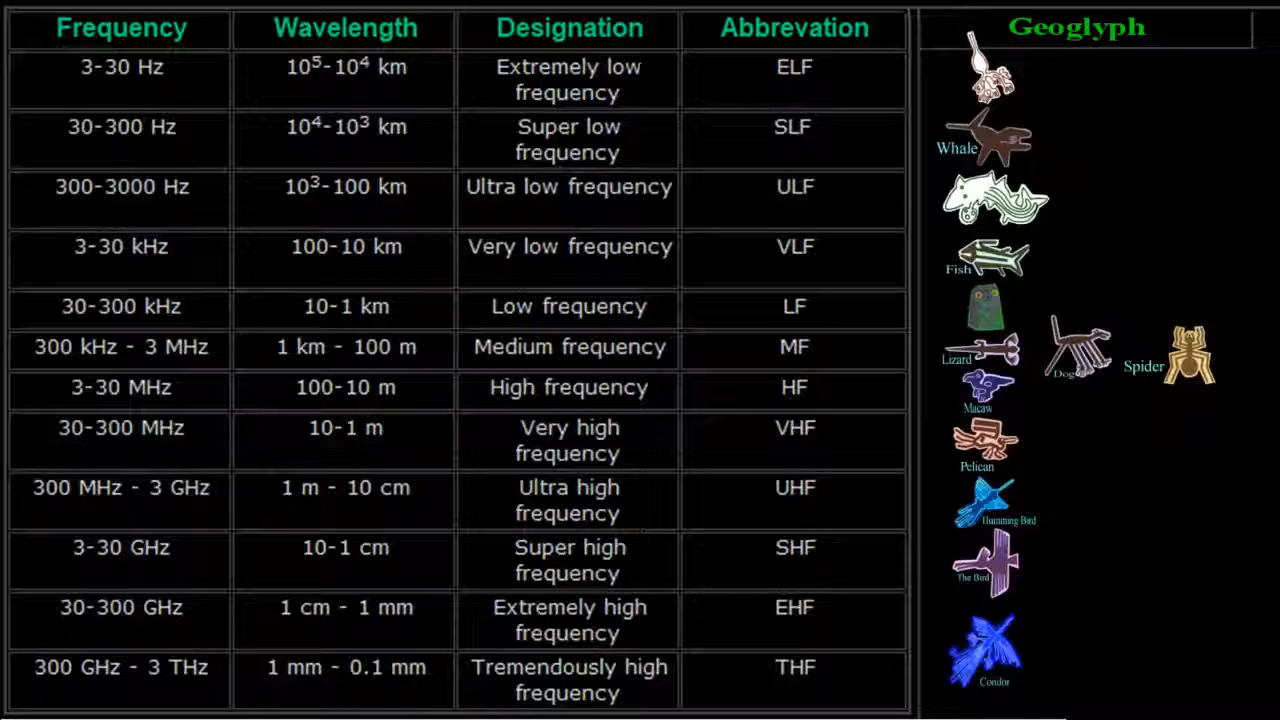 Frequency Wavelength Designation Abbrevation Geoglyph
3-30 Hz 10⁵-10⁴ km Extremely low ELF
frequency
30-300 Hz 10⁴-10³ km Super low SLF
frequency
Whale
300-3000 Hz 10³-100 km Ultra low frequency ULF
3-30 kHz 100-10 km Very low frequency VLF
Fish
30-300 kHz 10-1 km Low frequency LF
300 kHz - 3 MHz 1 km - 100 m Medium frequency MF
Lizard Dog Spider
3-30 MHz 100-10 m High frequency HF
Macaw
30-300 MHz 10-1 m Very high VHF
frequency
Pelican
300 MHz - 3 GHz 1 m - 10 cm Ultra high UHF
frequency
Humming Bird
3-30 GHz 10-1 cm Super high SHF
frequency
The Bird
30-300 GHz 1 cm - 1 mm Extremely high EHF
frequency
300 GHz - 3 THz 1 mm - 0.1 mm Tremendously high THF
frequency
Condor